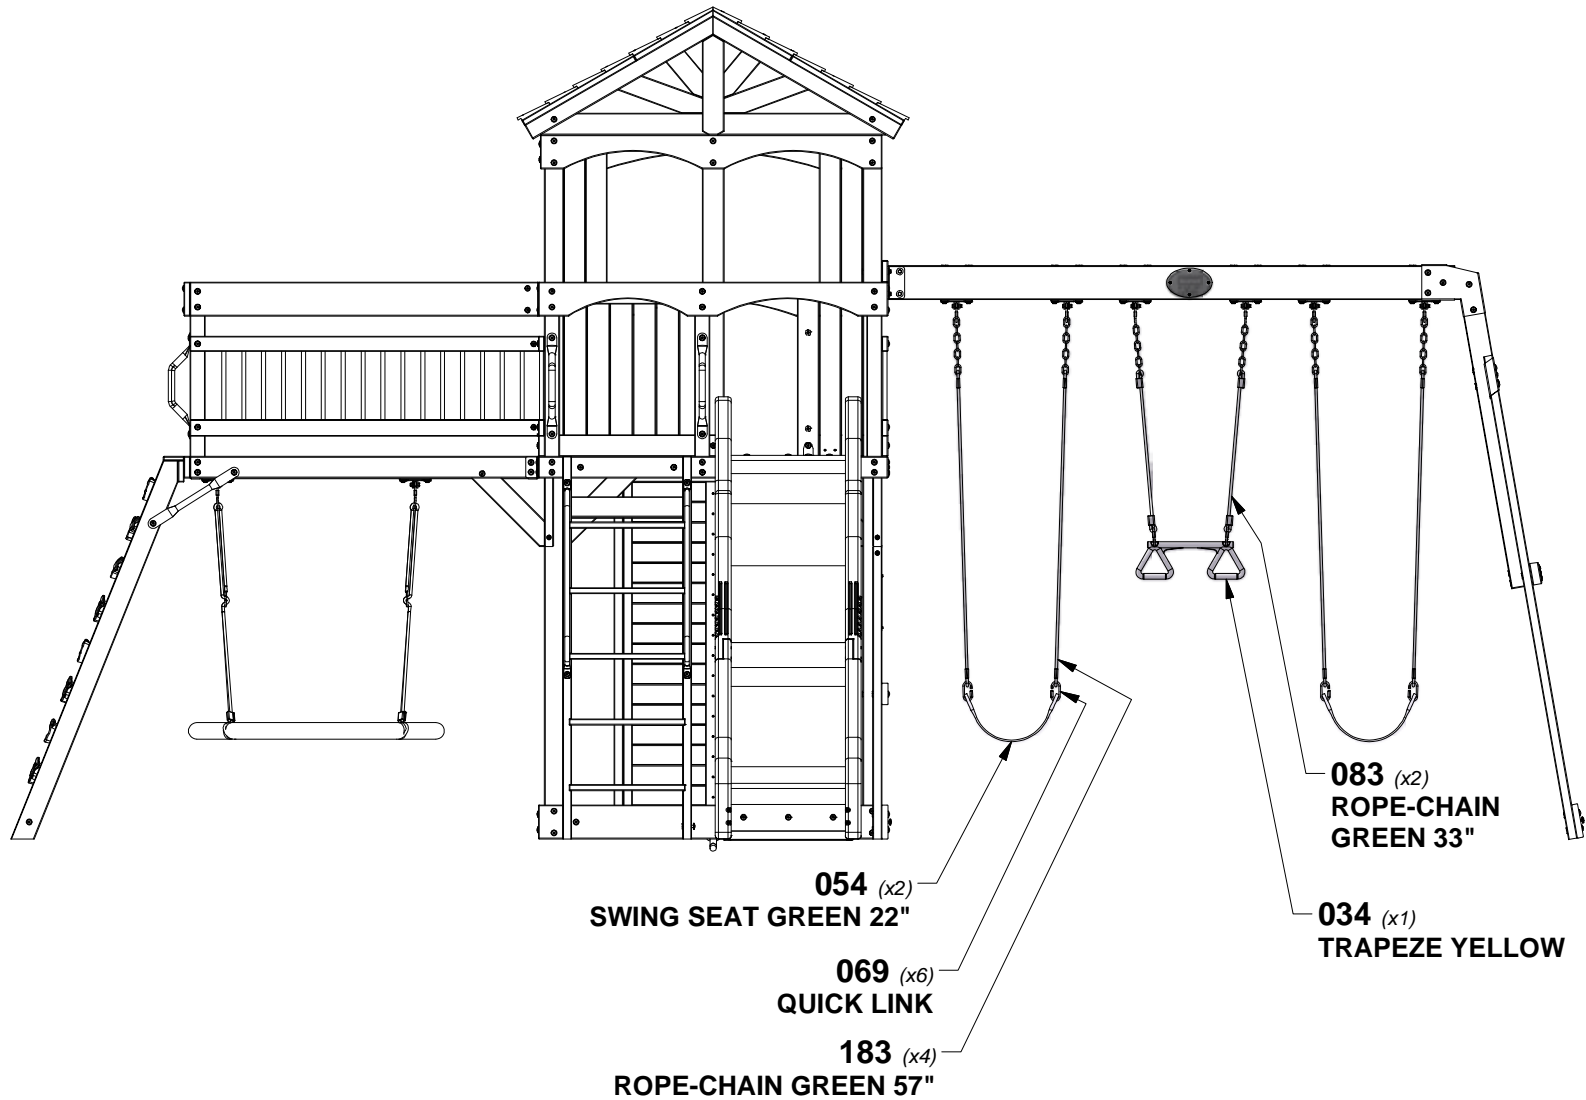 083 (x2)
ROPE-CHAIN
GREEN 33"
054 (x2)
SWING SEAT GREEN 22"
034 (x1)
TRAPEZE YELLOW
069 (x6)
QUICK LINK
183 (x4)
ROPE-CHAIN GREEN 57"